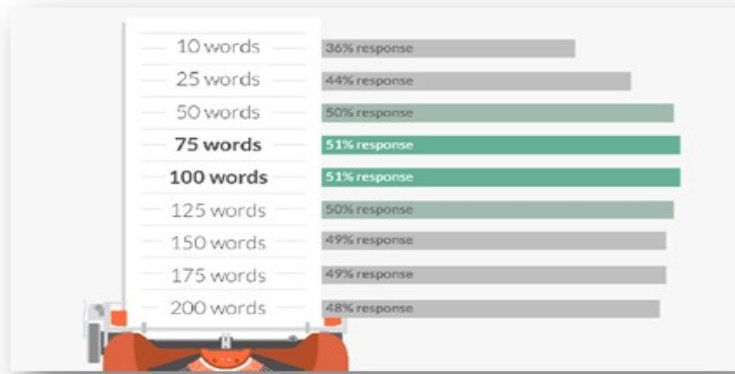 10 words 36% response
25 words 44% response
50 words 50% response
75 words 51% response
100 words 51% response
125 words 50% response
150 words 49% response
175 words 49% response
200 words 48% response